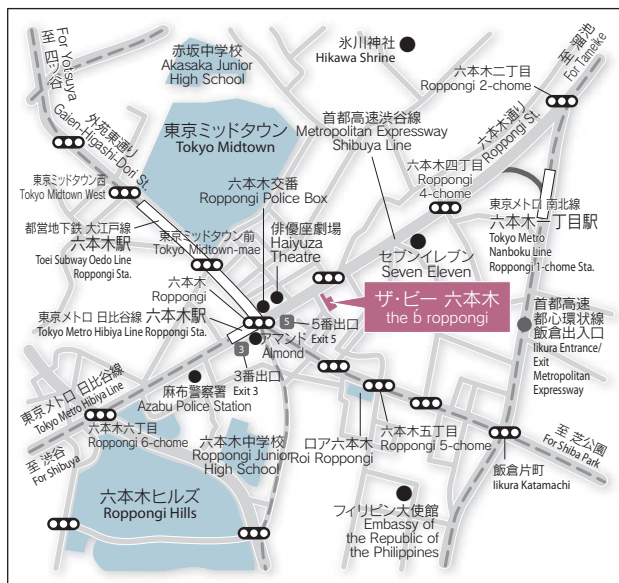 至 四ツ谷
For Yotsuya
赤坂中学校
Akasaka Junior
High School
氷川神社
Hikawa Shrine
至 溜池
For Tameike
六本木二丁目
Roppongi 2-chome
外苑東通り
Gaien-Higashi-Dori St.
東京ミッドタウン
Tokyo Midtown
首都高速渋谷線
Metropolitan Expressway
Shibuya Line
六本木通り
Roppongi St.
東京ミッドタウン西
Tokyo Midtown West
六本木交番
Roppongi Police Box
六本木四丁目
Roppongi
4-chome
都営地下鉄 大江戸線
六本木駅
Toei Subway Oedo Line
Roppongi Sta.
東京ミッドタウン前
Tokyo Midtown-mae
俳優座劇場
Haiyuza
Theatre
東京メトロ 南北線
六本木一丁目駅
Tokyo Metro
Nanboku Line
Roppongi 1-chome Sta.
セブンイレブン
Seven Eleven
六本木
Roppongi
ザ・ビー 六本木
the b roppongi
東京メトロ 日比谷線 六本木駅
Tokyo Metro Hibiya Line Roppongi Sta.
5
5番出口
Exit 5
アマンド
Almond
3
3番出口
Exit 3
首都高速
都心環状線
飯倉出入口
Iikura Entrance/
Exit
Metropolitan
Expressway
東京メトロ 日比谷線
Tokyo Metro Hibiya Line
麻布警察署
Azabu Police Station
六本木六丁目
Roppongi 6-chome
六本木中学校
Roppongi Junior
High School
ロア六本木
Roi Roppongi
六本木五丁目
Roppongi 5-chome
至 芝公園
For Shiba Park
至 渋谷
For Shibuya
飯倉片町
Iikura Katamachi
六本木ヒルズ
Roppongi Hills
フィリピン大使館
Embassy of
the Republic of
the Philippines